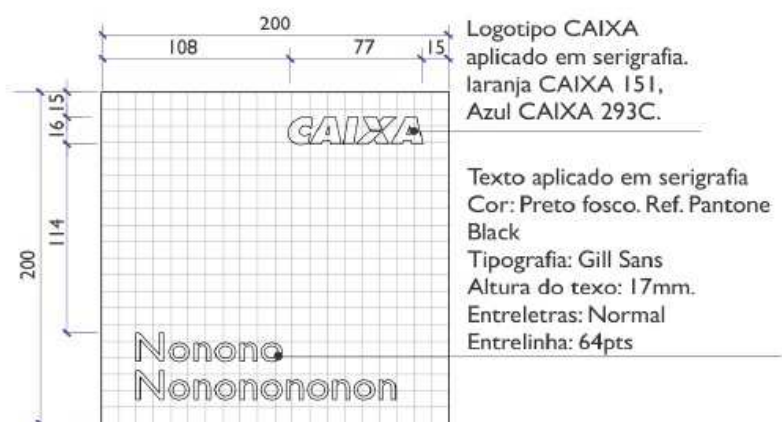 200
108 77 15
Logotipo CAIXA
aplicado em serigrafia.
laranja CAIXA 151,
Azul CAIXA 293C.
15
16
CAIXA
114
200
Texto aplicado em serigrafia
Cor: Preto fosco. Ref. Pantone
Black
Tipografia: Gill Sans
Altura do texo: 17mm.
Entreletras: Normal
Entrelinha: 64pts
Nonono
Nonononononon